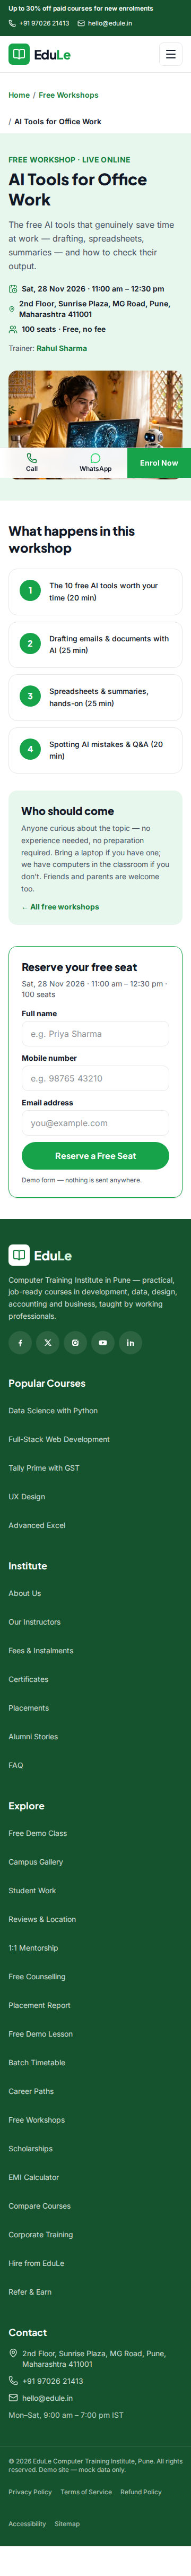 Up to 30% off paid courses for new enrolments
+91 97026 21413 hello@edule.in
EduLe
Home / Free Workshops
/ AI Tools for Office Work
FREE WORKSHOP · LIVE ONLINE
AI Tools for Office
Work
The free AI tools that genuinely save time
at work — drafting, spreadsheets,
summaries — and how to check their
output.
Sat, 28 Nov 2026 · 11:00 am – 12:30 pm
2nd Floor, Sunrise Plaza, MG Road, Pune,
Maharashtra 411001
100 seats · Free, no fee
Trainer: Rahul Sharma
Call
WhatsApp
Enrol Now
What happens in the
workshop
1
The 10 free AI tools worth your
time (20 min)
2
Drafting emails & documents with
AI (25 min)
3
Spreadsheets & summaries,
hands-on (25 min)
4
Spotting AI mistakes & Q&A (20
min)
Who should come
Anyone curious about the topic — no
experience needed, no preparation
required. Bring a laptop if you have one;
we have computers in the classroom if you
don't. Friends and parents are welcome
too.
← All free workshops
Reserve your free seat
Sat, 28 Nov 2026 · 11:00 am – 12:30 pm ·
100 seats
Full name
e.g. Priya Sharma
Mobile number
e.g. 98765 43210
Email address
you@example.com
Reserve a Free Seat
Demo form — nothing is sent anywhere.
EduLe
Computer Training Institute in Pune — practical,
job-ready courses in development, data, design,
accounting and business, taught by working
professionals.
Popular Courses
Data Science with Python
Full-Stack Web Development
Tally Prime with GST
UX Design
Advanced Excel
Institute
About Us
Our Instructors
Fees & Instalments
Certificates
Placements
Alumni Stories
FAQ
Explore
Free Demo Class
Campus Gallery
Student Work
Reviews & Location
1:1 Mentorship
Free Counselling
Placement Report
Free Demo Lesson
Batch Timetable
Career Paths
Free Workshops
Scholarships
EMI Calculator
Compare Courses
Corporate Training
Hire from EduLe
Refer & Earn
Contact
2nd Floor, Sunrise Plaza, MG Road, Pune,
Maharashtra 411001
+91 97026 21413
hello@edule.in
Mon–Sat, 9:00 am – 7:00 pm IST
© 2026 EduLe Computer Training Institute, Pune. All rights
reserved. Demo site — mock data only.
Privacy Policy Terms of Service Refund Policy
Accessibility Sitemap